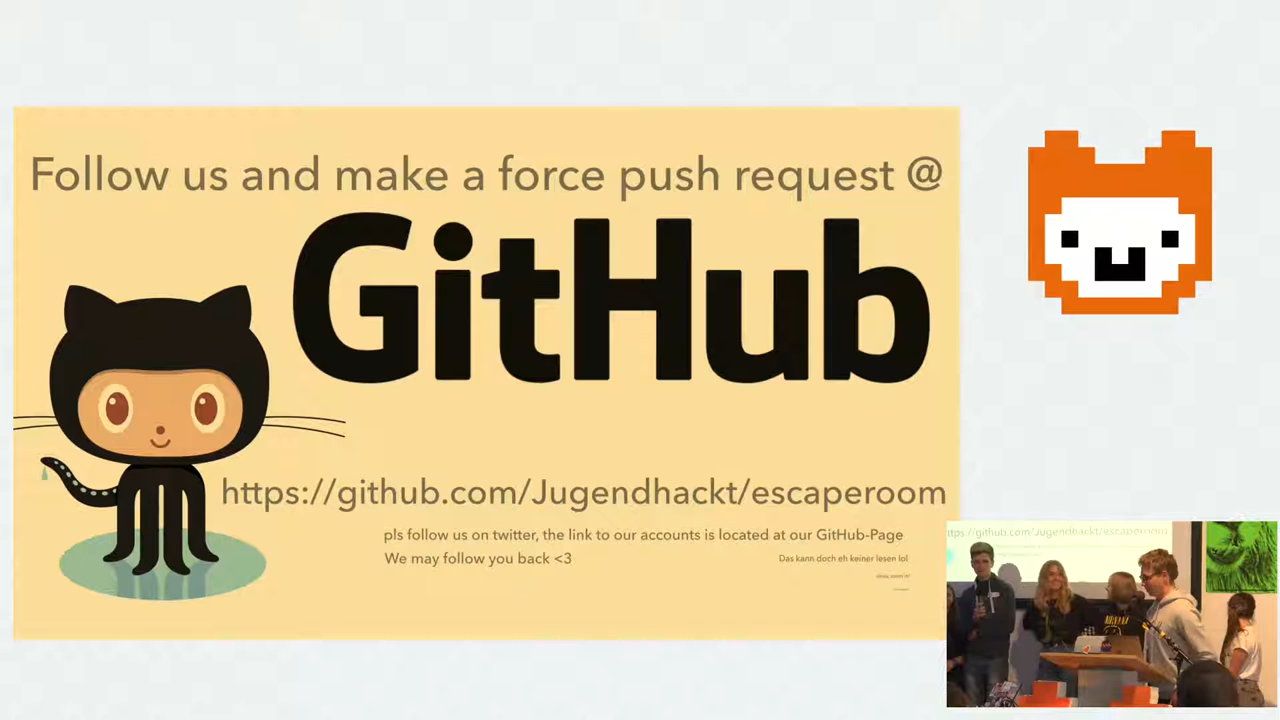 Follow us and make a force push request @
GitHub
https://github.com/Jugendhackt/escaperoom
pls follow us on twitter, the link to our accounts is located at our GitHub-Page
We may follow you back <3
Das kann doch eh keiner lesen lol
https://github.com/Jugendhackt/escaperoom